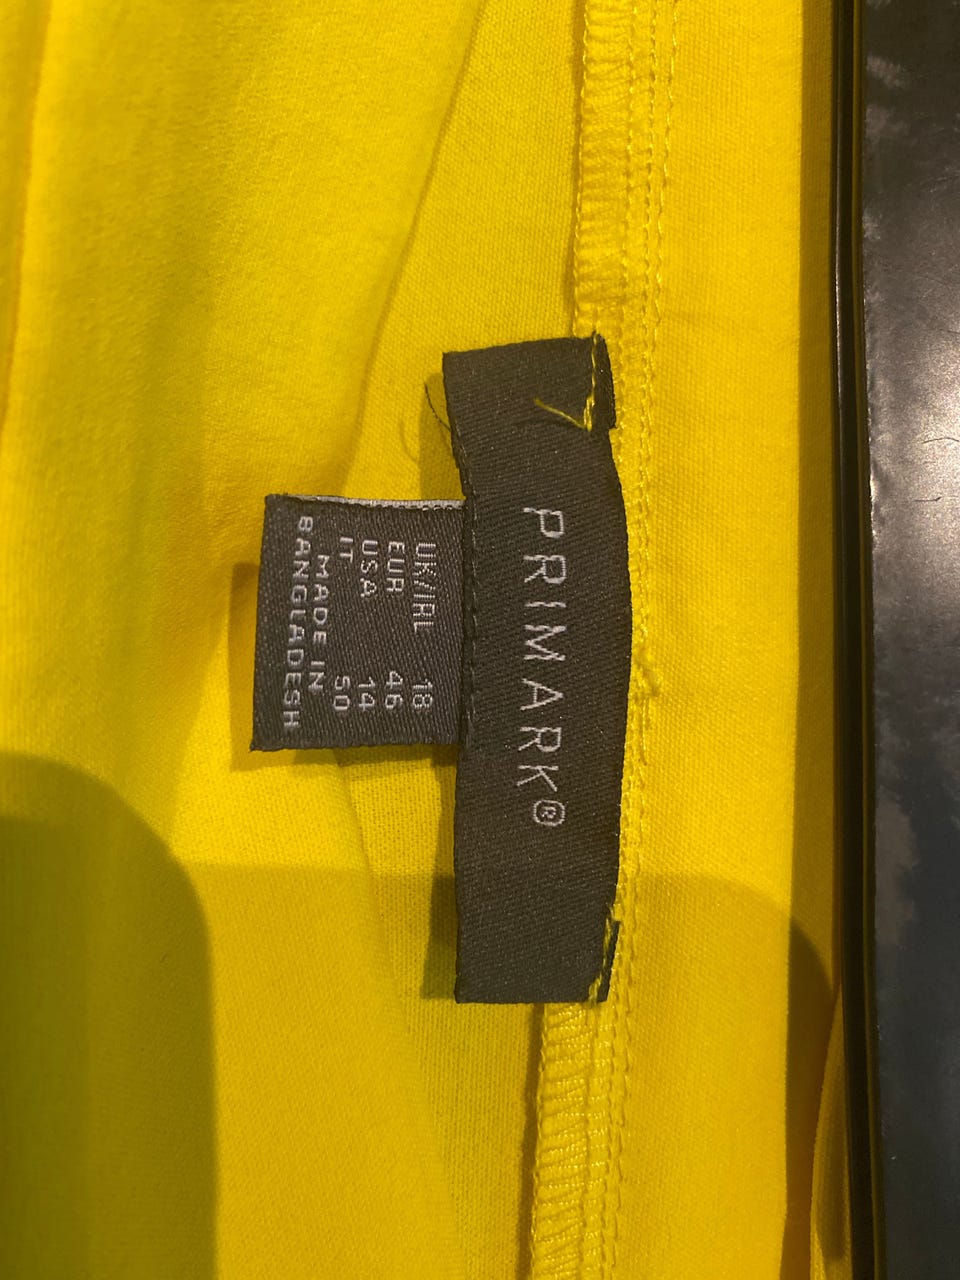 PRIMARK®
UK/IRL 18
EUR 46
USA 14
IT 50
MADE IN
BANGLADESH